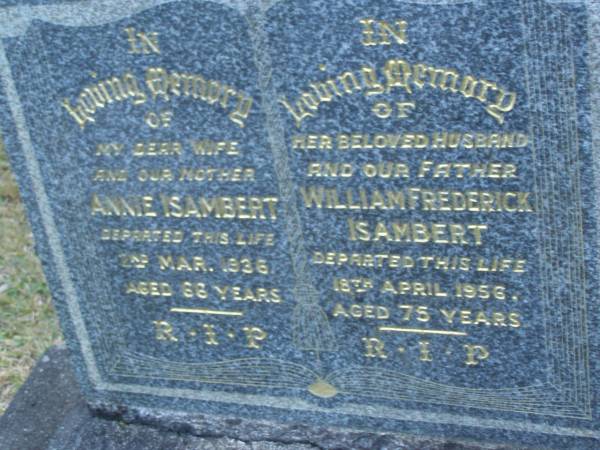 IN
Loving Memory
OF
MY DEAR WIFE
AND OUR MOTHER
ANNIE ISAMBERT
DEPARTED THIS LIFE
2ND MAR. 1936
AGED YEARS
R·I·P
IN
Loving Memory
OF
HER BELOVED HUSBAND
AND OUR FATHER
WILLIAM FREDERICK
ISAMBERT
DEPARTED THIS LIFE
18TH APRIL 1956.
AGED 75 YEARS
R·I·P